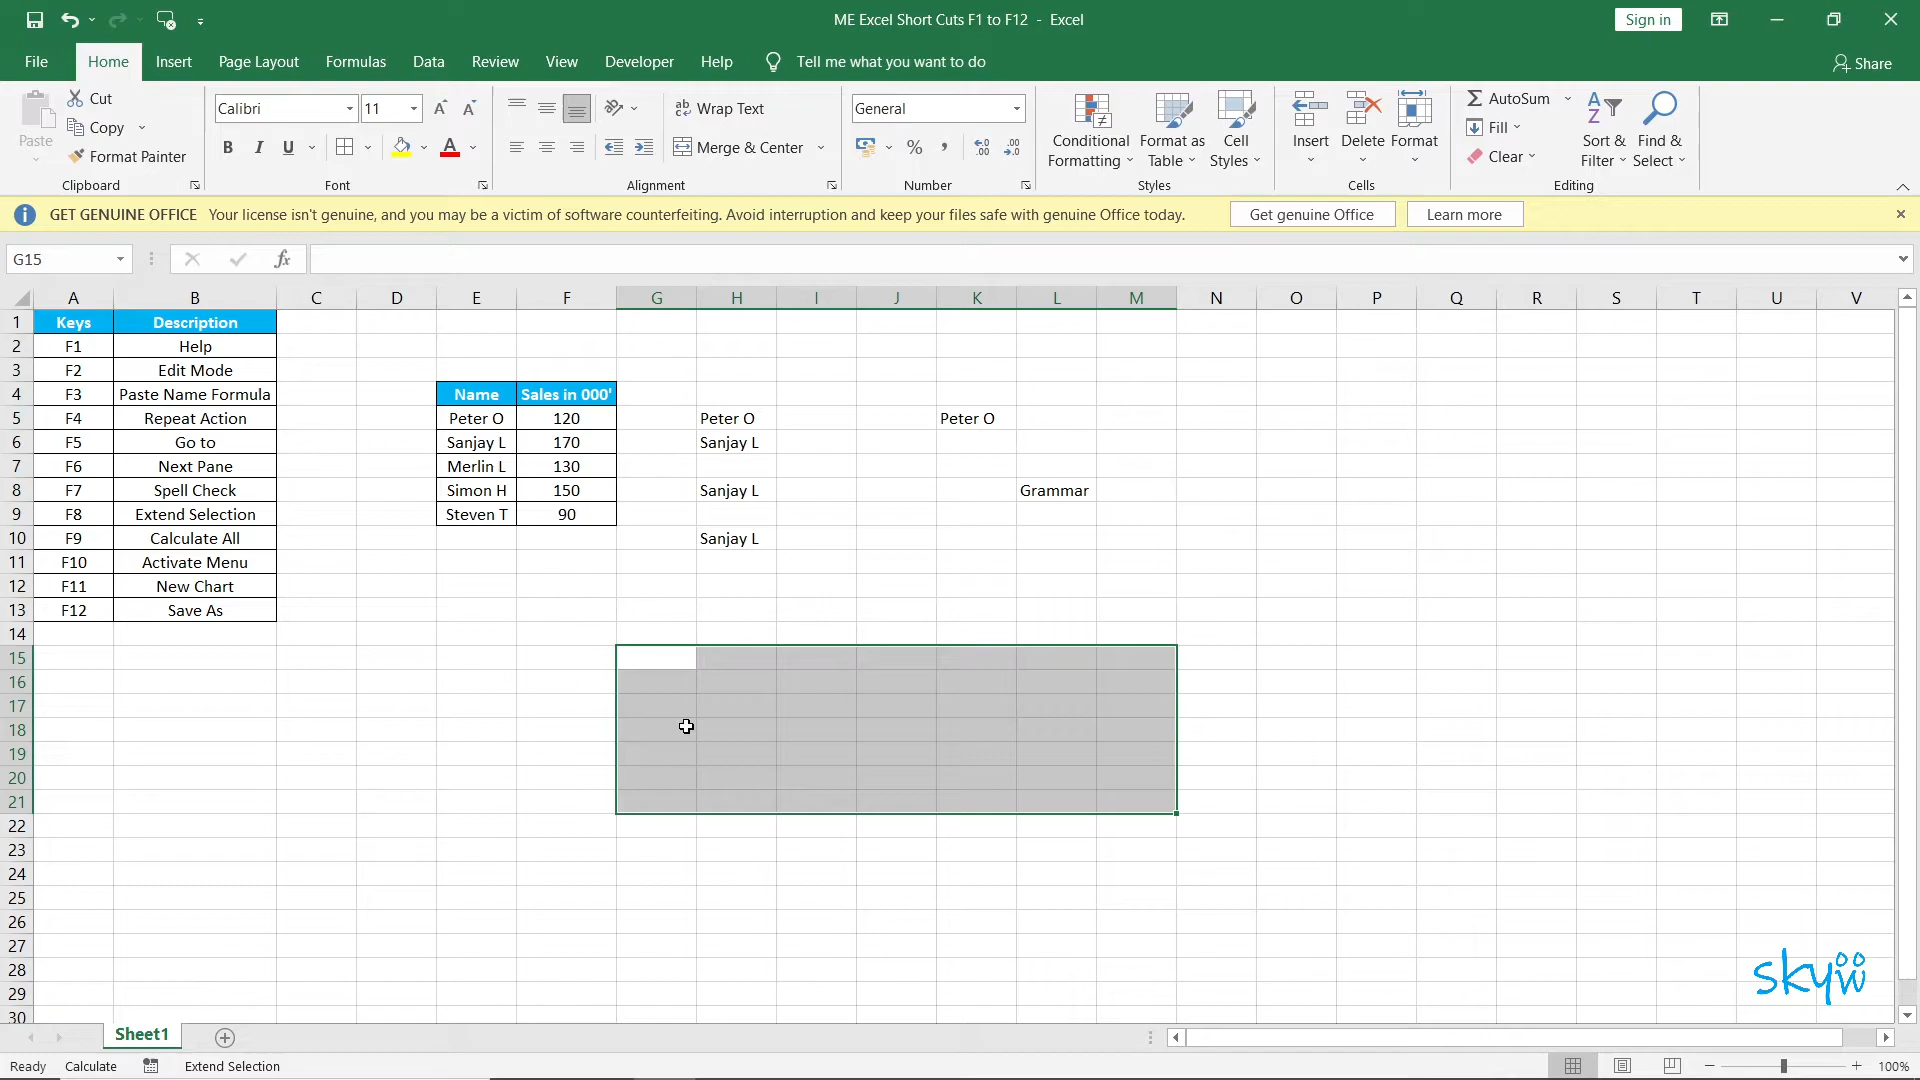 ME Excel Short Cuts F1 to F12 - Excel
Sign in
File Home Insert Page Layout Formulas Data Review View Developer Help Tell me what you want to do Share
Paste Cut Copy Format Painter
Clipboard
Calibri 11
B I U A
Font
ab Wrap Text
Merge & Center
Alignment
General
% , .00
Number
Conditional Formatting
Format as Table
Cell Styles
Styles
Insert Delete Format
Cells
AutoSum
Fill
Clear
Sort & Filter
Find & Select
Editing
GET GENUINE OFFICE Your license isn't genuine, and you may be a victim of software counterfeiting. Avoid interruption and keep your files safe with genuine Office today. Get genuine Office Learn more
G15 fx
A B C D E F G H I J K L M N O P Q R S T U V
1 Keys Description
2 F1 Help
3 F2 Edit Mode
4 F3 Paste Name Formula Name Sales in 000'
5 F4 Repeat Action Peter O 120 Peter O Peter O
6 F5 Go to Sanjay L 170 Sanjay L
7 F6 Next Pane Merlin L 130
8 F7 Spell Check Simon H 150 Sanjay L Grammar
9 F8 Extend Selection Steven T 90
10 F9 Calculate All Sanjay L
11 F10 Activate Menu
12 F11 New Chart
13 F12 Save As
14
15
16
17
18
19
20
21
22
23
24
25
26
27
28
29
30
skyw
Sheet1
Ready Calculate Extend Selection 100%